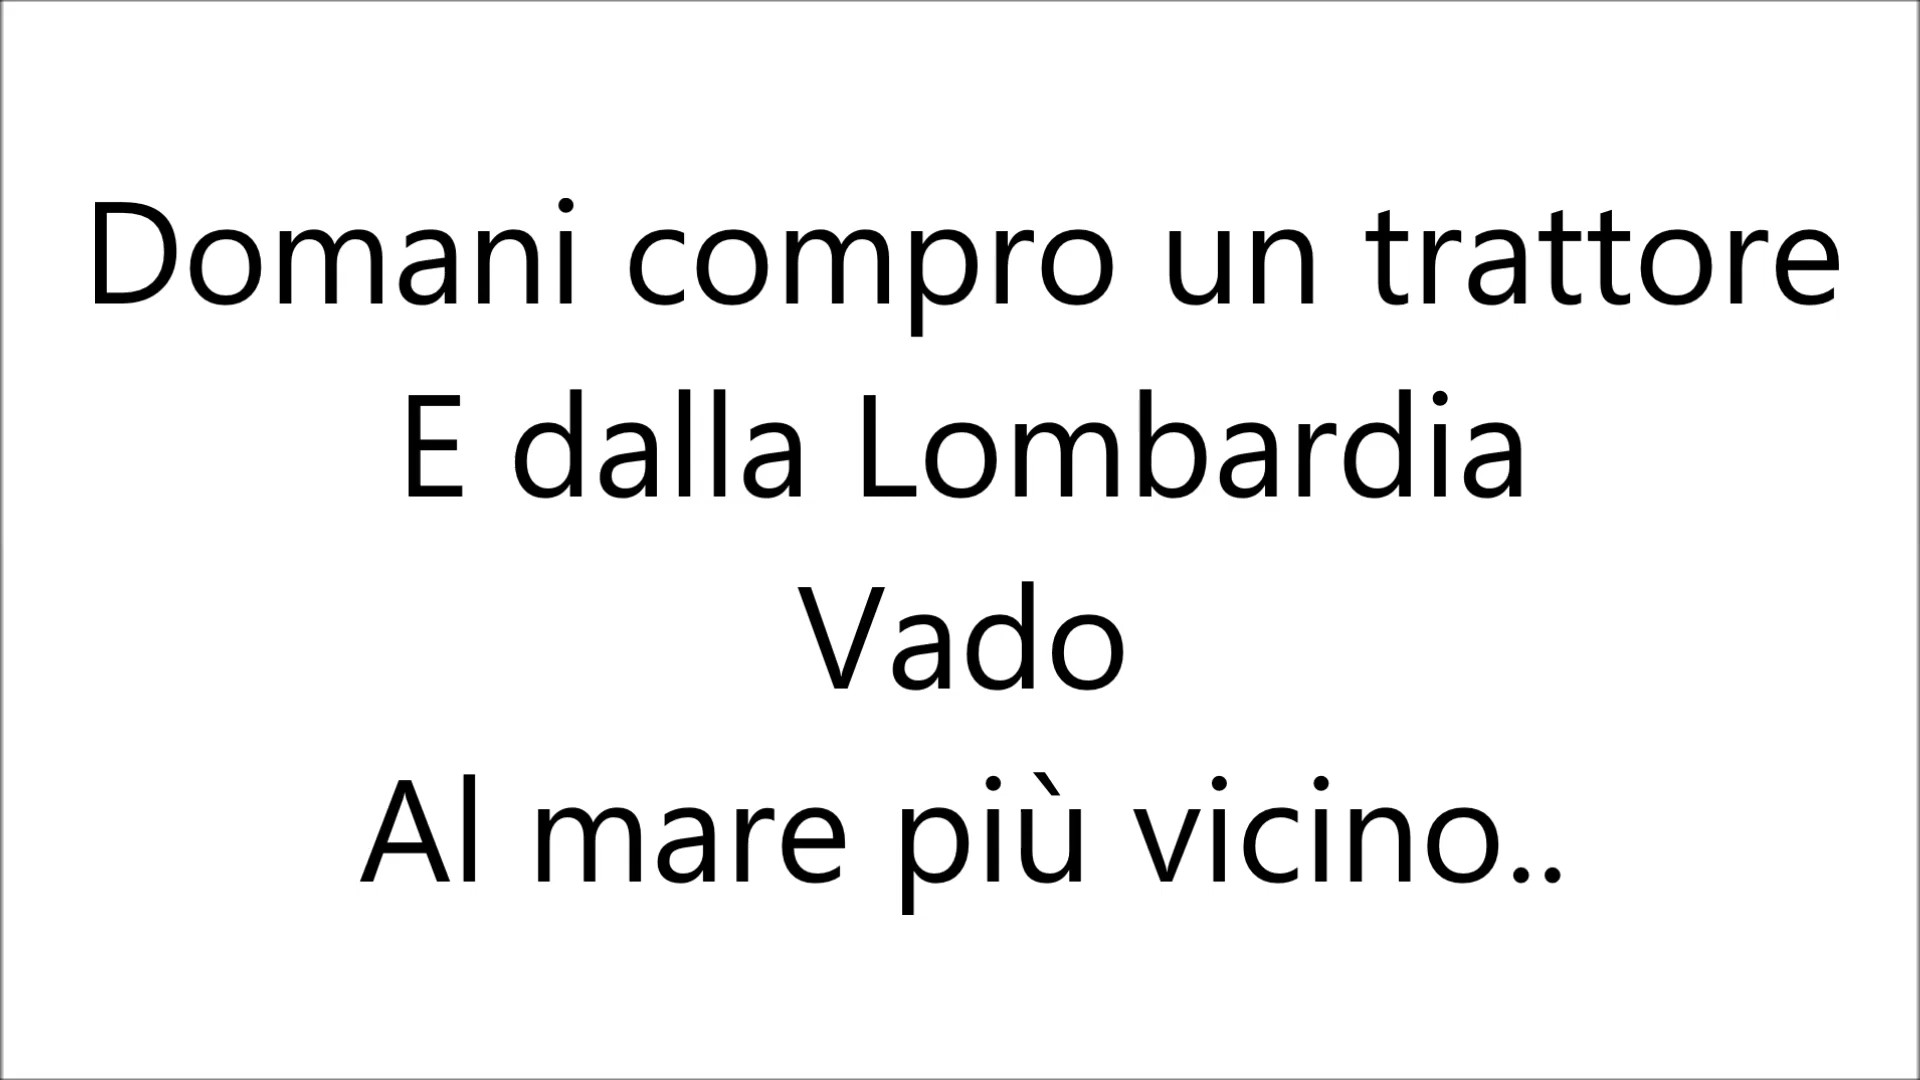 Domani compro un trattore
E dalla Lombardia
Vado
Al mare più vicino..